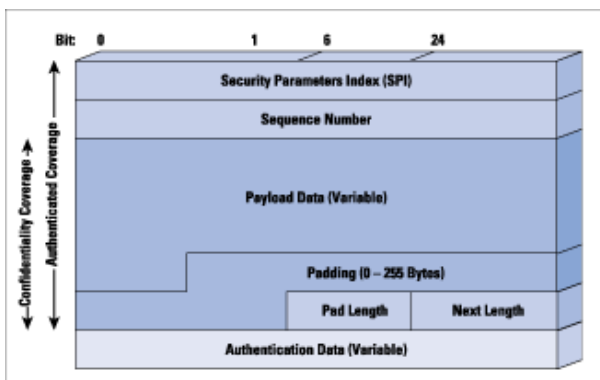 Bit: 0 1 6 24
Security Parameters Index (SPI)
Sequence Number
Payload Data (Variable)
Padding (0 – 255 Bytes)
Pad Length Next Length
Authentication Data (Variable)
Confidentiality Coverage
Authenticated Coverage